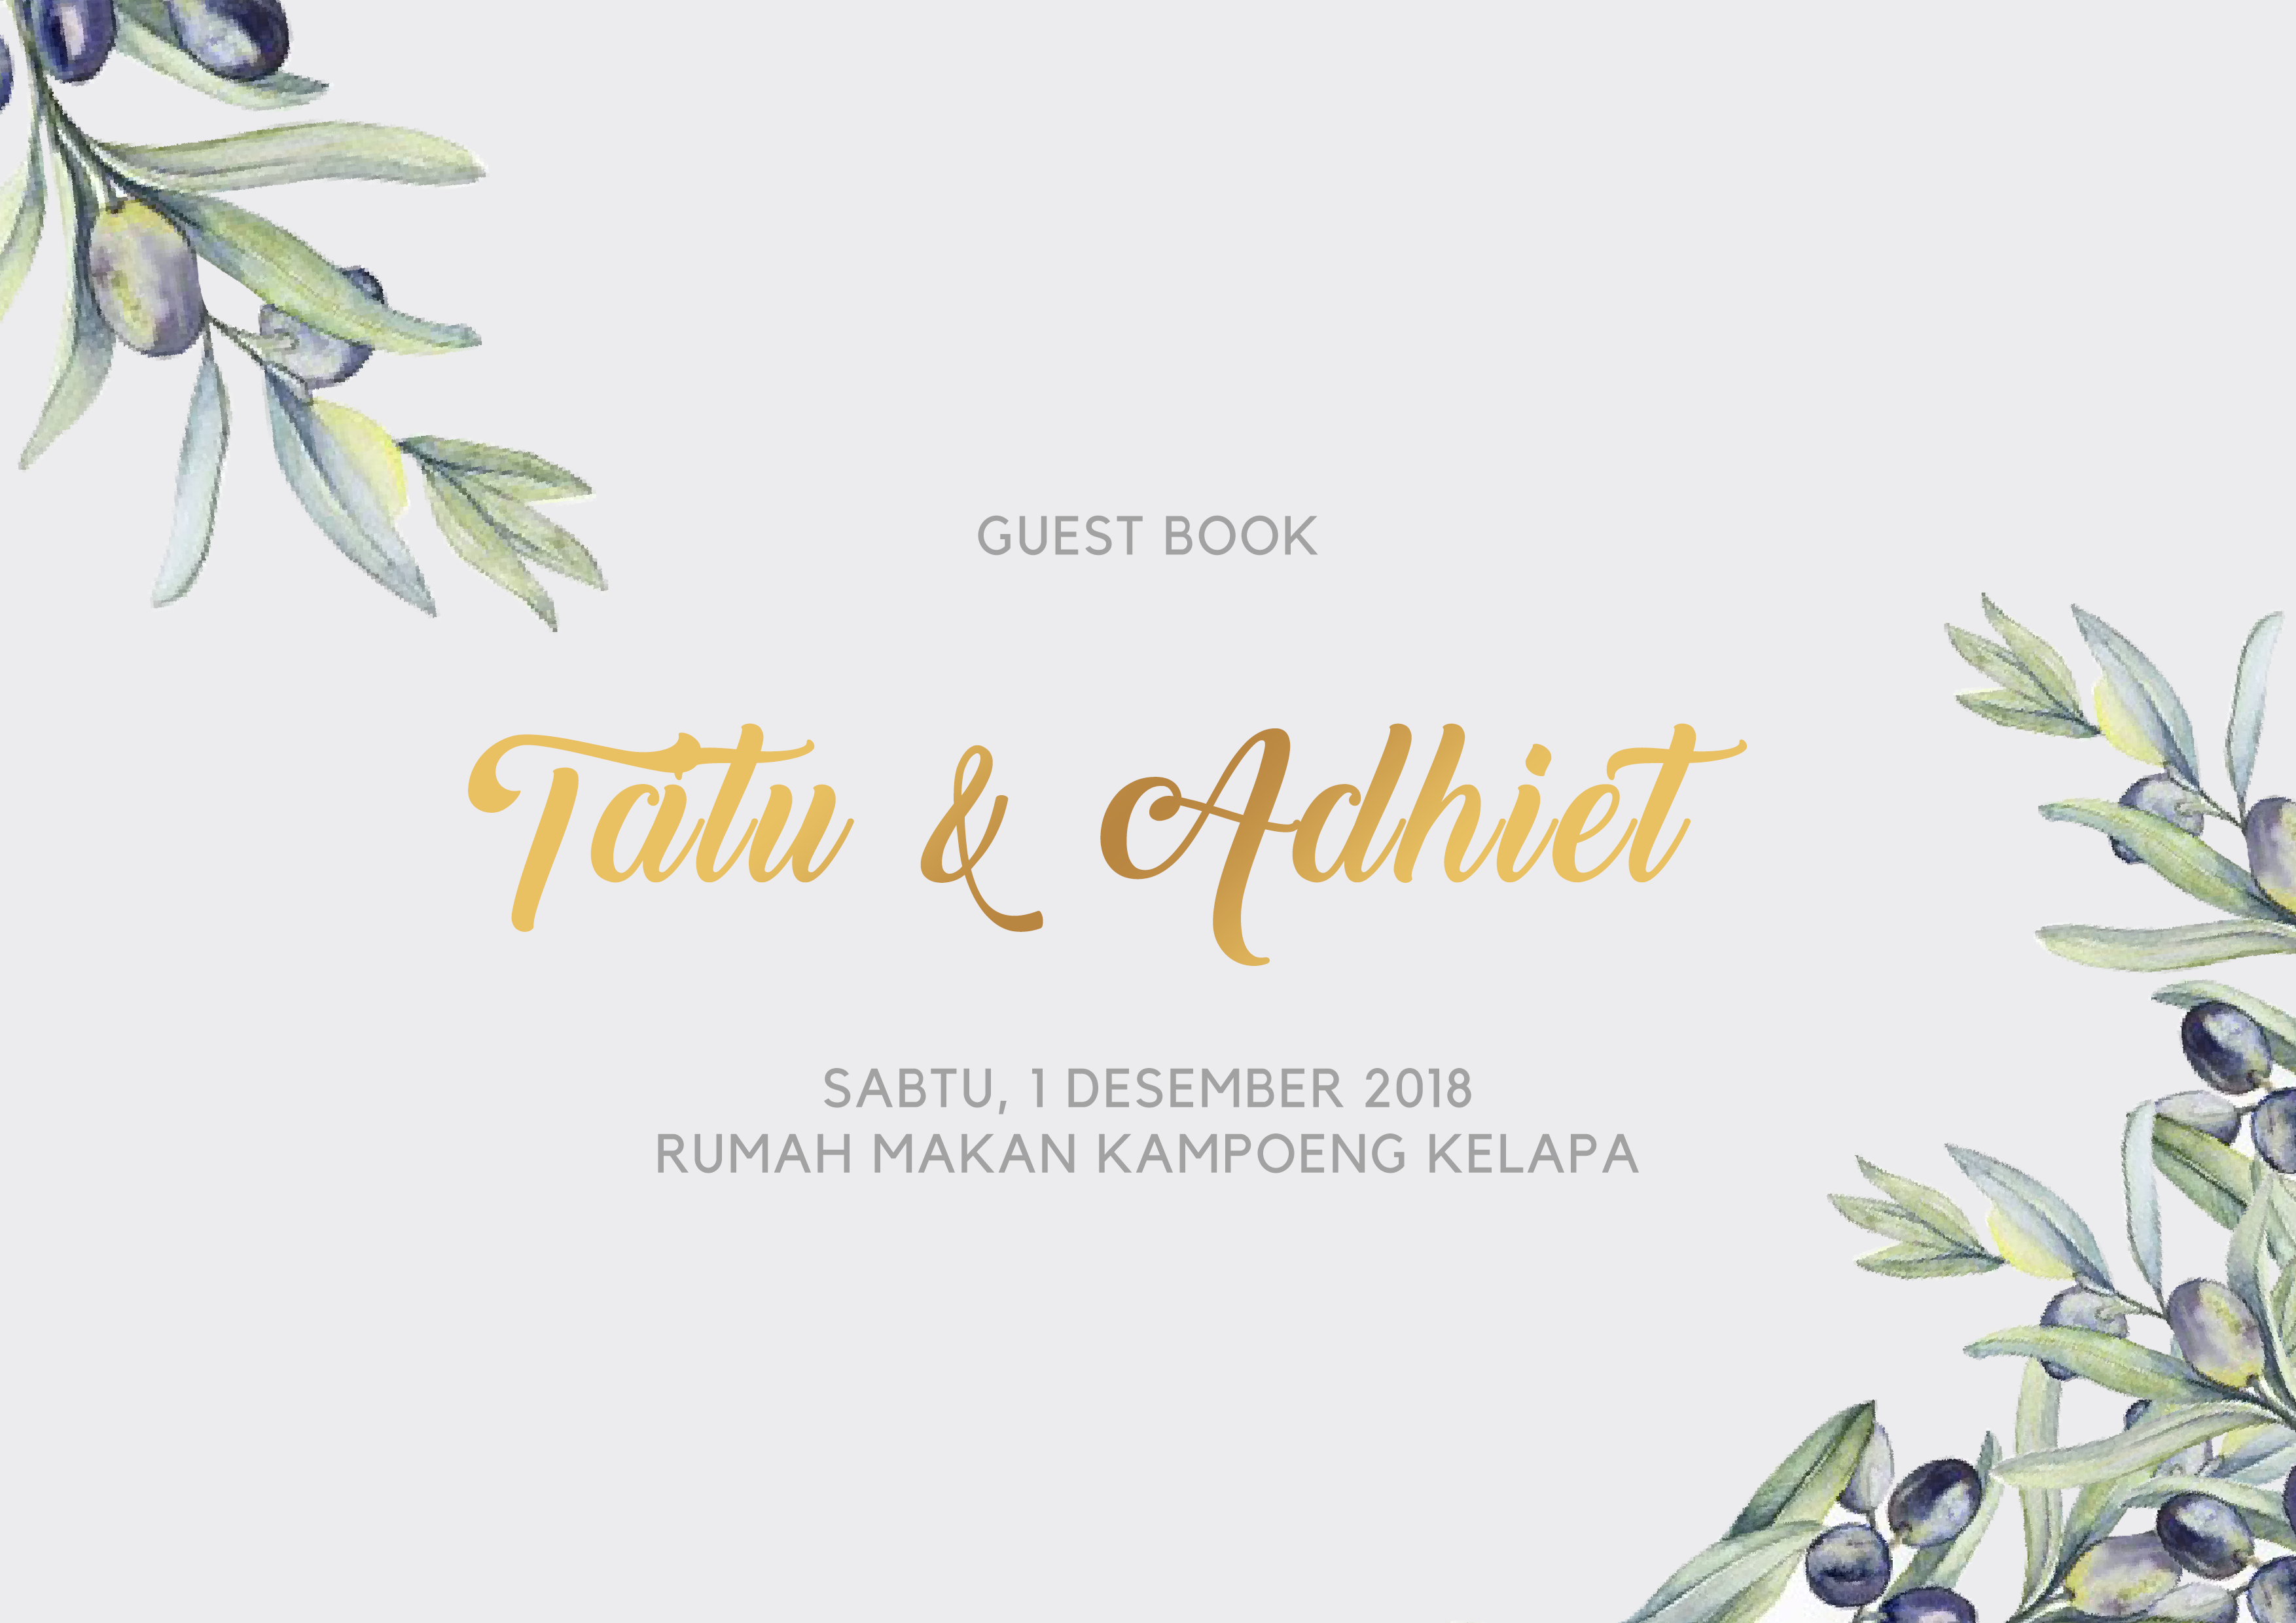 GUEST BOOK
Tatu & Adhiet
SABTU, 1 DESEMBER 2018
RUMAH MAKAN KAMPOENG KELAPA